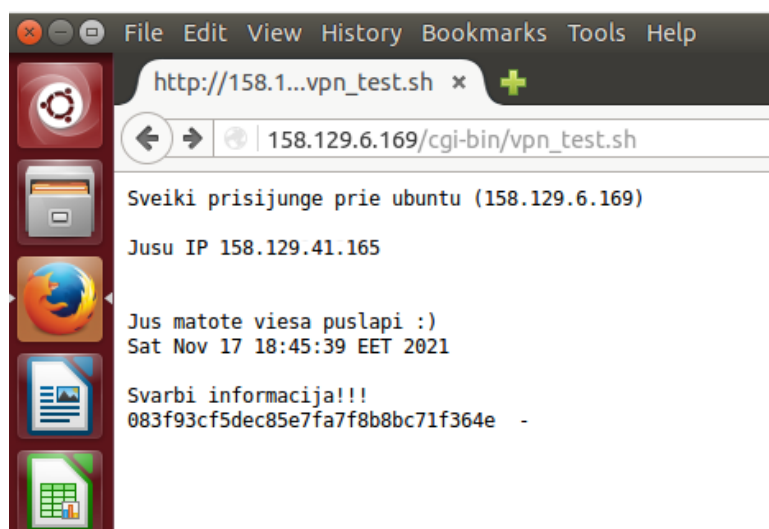 File Edit View History Bookmarks Tools Help
http://158.1...vpn_test.sh ×
158.129.6.169/cgi-bin/vpn_test.sh
Sveiki prisijunge prie ubuntu (158.129.6.169)
Jusu IP 158.129.41.165
Jus matote viesa puslapi :)
Sat Nov 17 18:45:39 EET 2021
Svarbi informacija!!!
083f93cf5dec85e7fa7f8b8bc71f364e -